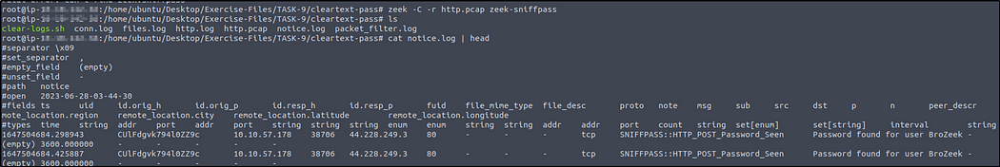 root@ip-:/home/ubuntu/Desktop/Exercise-Files/TASK-9/cleartext-pass# zeek -C -r http.pcap zeek-sniffpass
root@ip-:/home/ubuntu/Desktop/Exercise-Files/TASK-9/cleartext-pass# ls
clear-logs.sh conn.log files.log http.log http.pcap notice.log packet_filter.log
root@ip-:/home/ubuntu/Desktop/Exercise-Files/TASK-9/cleartext-pass# cat notice.log | head
#separator \x09
#set_separator ,
#empty_field (empty)
#unset_field -
#path notice
#open 2023-06-28-03-44-30
#fields ts uid id.orig_h id.orig_p id.resp_h id.resp_p fuid file_mime_type file_desc proto note msg sub src dst p n peer_descr
mote_location.region remote_location.city remote_location.latitude remote_location.longitude
#types time string addr port addr port string string string enum enum string string addr addr port count string set[enum] set[string] interval string
1647504684.298943 CUlFdgvk794l0ZZ9c 10.10.57.178 38706 44.228.249.3 80 - - - tcp SNIFFPASS::HTTP_POST_Password_Seen Password found for user BroZeek -
(empty) 3600.000000 - - - - -
1647504684.425887 CUlFdgvk794l0ZZ9c 10.10.57.178 38706 44.228.249.3 80 - - - tcp SNIFFPASS::HTTP_POST_Password_Seen Password found for user BroZeek -
(empty) 3600.000000 - - - - -